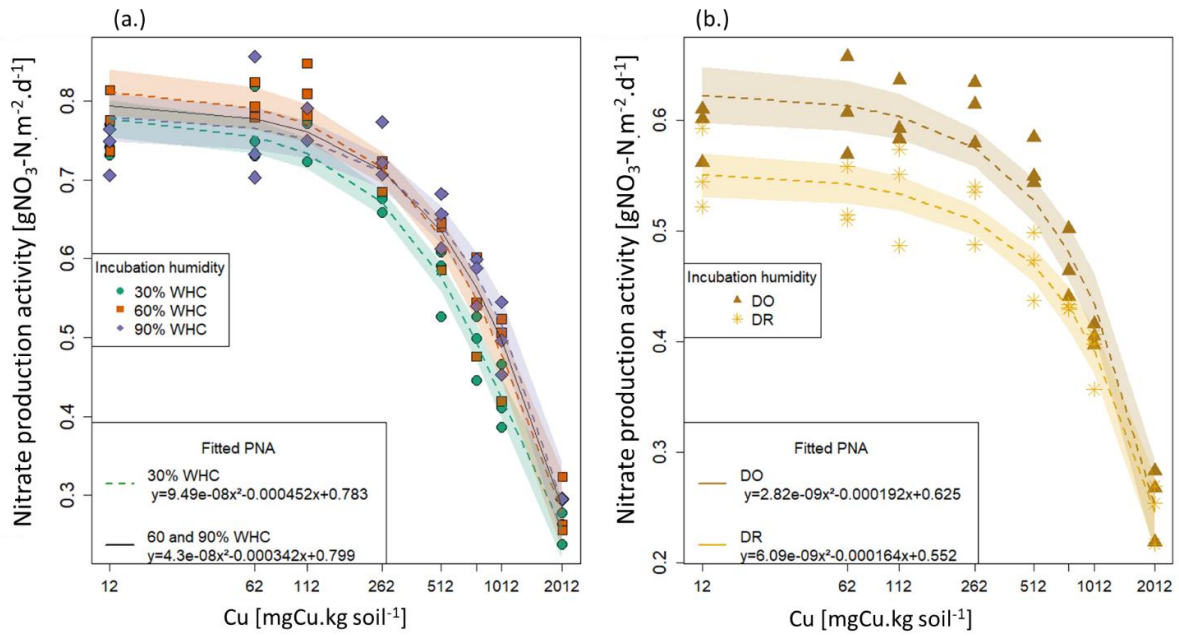 (a.)
Nitrate production activity [gNO₃-N. m⁻².d⁻¹]
0.8
0.7
0.6
0.5
0.4
0.3
Incubation humidity
30% WHC
60% WHC
90% WHC
Fitted PNA
30% WHC
y=9.49e-08x²-0.000452x+0.783
60 and 90% WHC
y=4.3e-08x²-0.000342x+0.799
12 62 112 262 512 1012 2012
Cu [mgCu.kg soil⁻¹]
(b.)
Nitrate production activity [gNO₃-N. m⁻².d⁻¹]
0.6
0.5
0.4
0.3
0.2
Incubation humidity
DO
DR
Fitted PNA
DO
y=2.82e-09x²-0.000192x+0.625
DR
y=6.09e-09x²-0.000164x+0.552
12 62 112 262 512 1012 2012
Cu [mgCu.kg soil⁻¹]